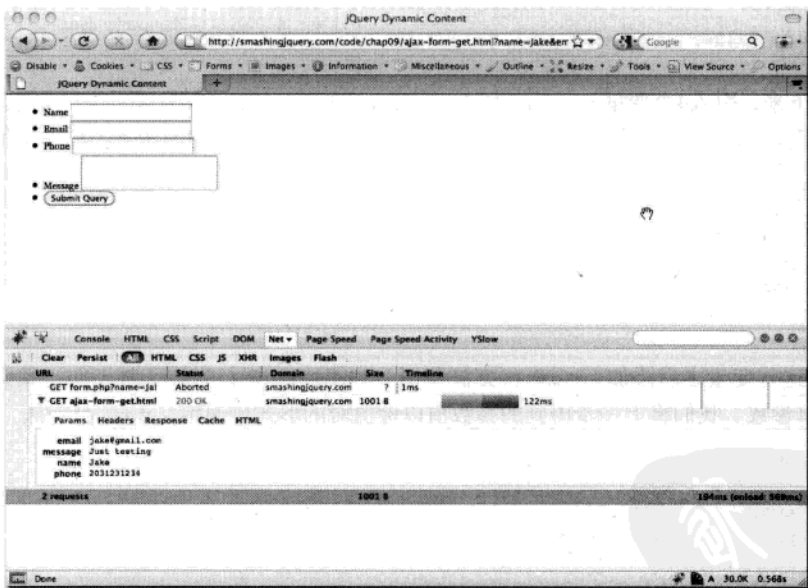 jQuery Dynamic Content
http://smashingjquery.com/code/chap09/ajax-form-get.html?name=Jake&em
Google
Disable Cookies CSS Forms Images Information Miscellaneous Outline Resize Tools View Source Options
jQuery Dynamic Content +
Name
Email
Phone
Message
Submit Query
Console HTML CSS Script DOM Net Page Speed Page Speed Activity YSlow
Clear Persist All HTML CSS JS XHR Images Flash
URL Status Domain Size Timeline
GET form.php?name=Jal Aborted smashingjquery.com ? 1ms
GET ajax-form-get.html 200 OK smashingjquery.com 1001 B 122ms
Params Headers Response Cache HTML
email jake@gmail.com
message Just testing
name Jake
phone 2031231234
2 requests 1001 B 194ms (onload: 569ms)
Done A 30.0K 0.568s